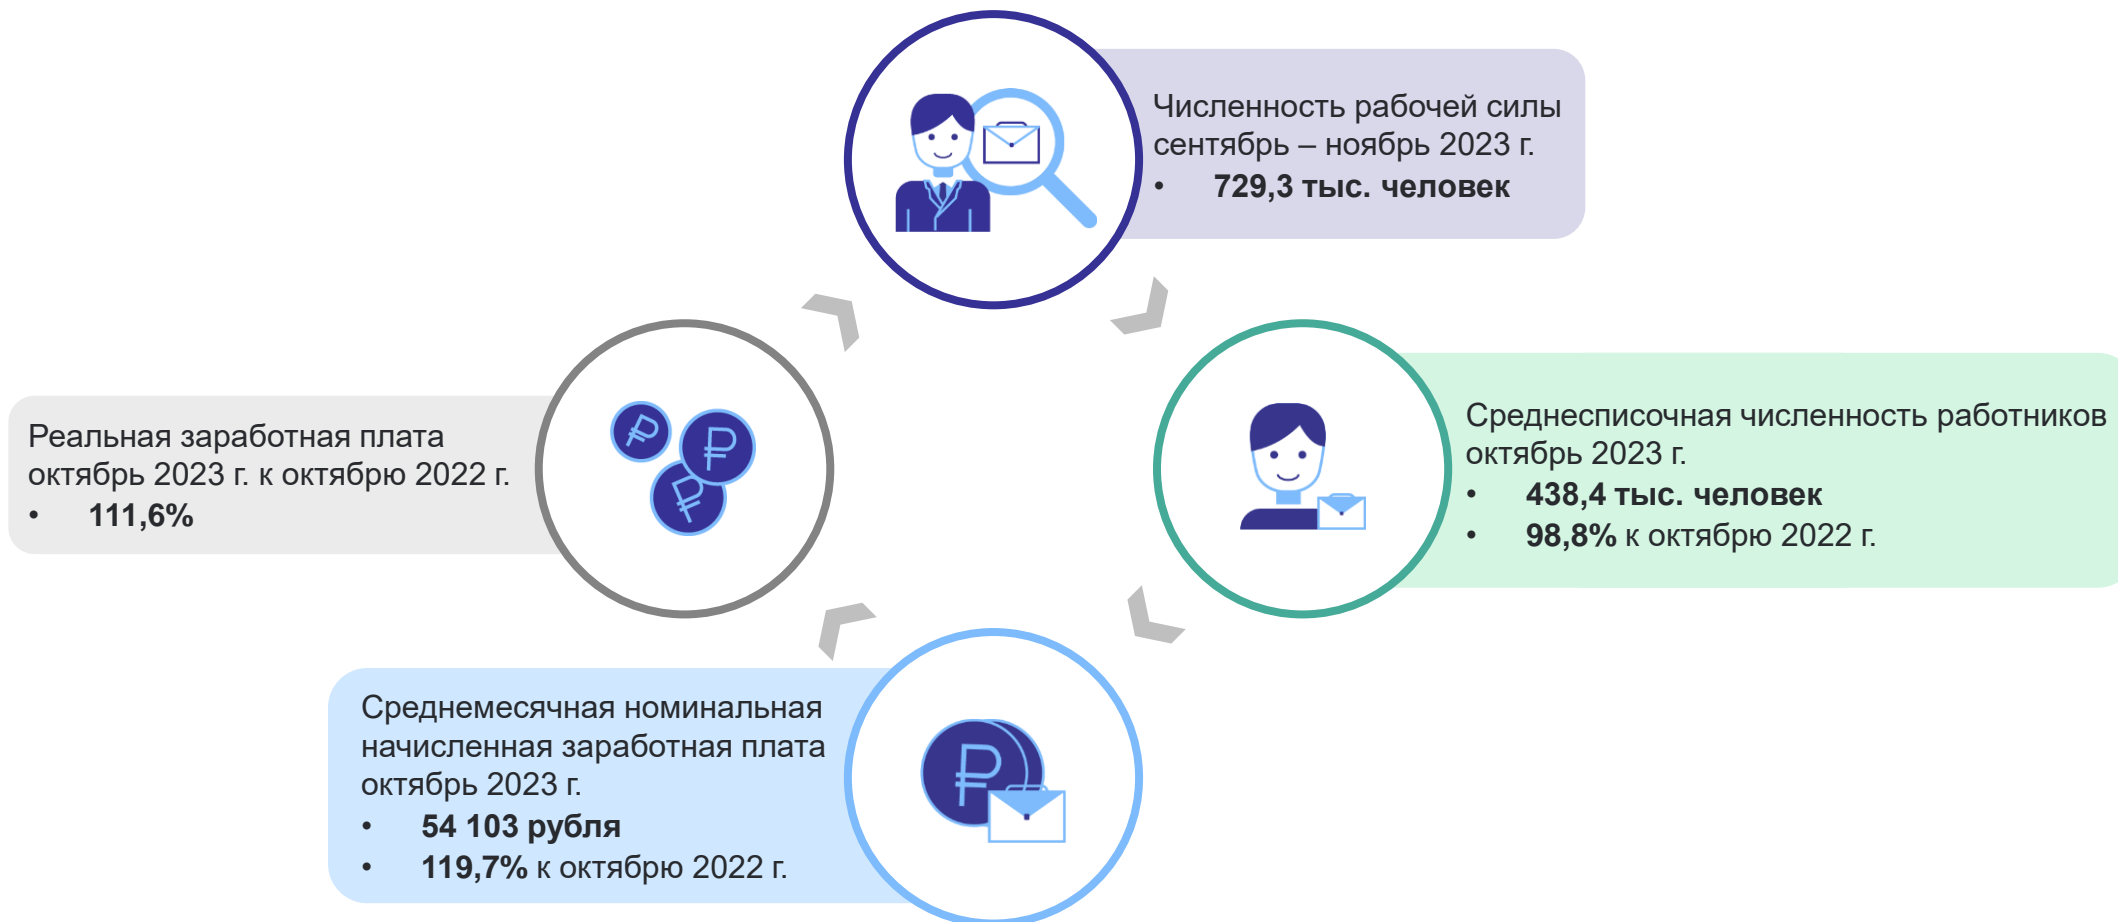 Численность рабочей силы
сентябрь – ноябрь 2023 г.
• 729,3 тыс. человек
Среднесписочная численность работников
октябрь 2023 г.
• 438,4 тыс. человек
• 98,8% к октябрю 2022 г.
Среднемесячная номинальная
начисленная заработная плата
октябрь 2023 г.
• 54 103 рубля
• 119,7% к октябрю 2022 г.
Реальная заработная плата
октябрь 2023 г. к октябрю 2022 г.
• 111,6%